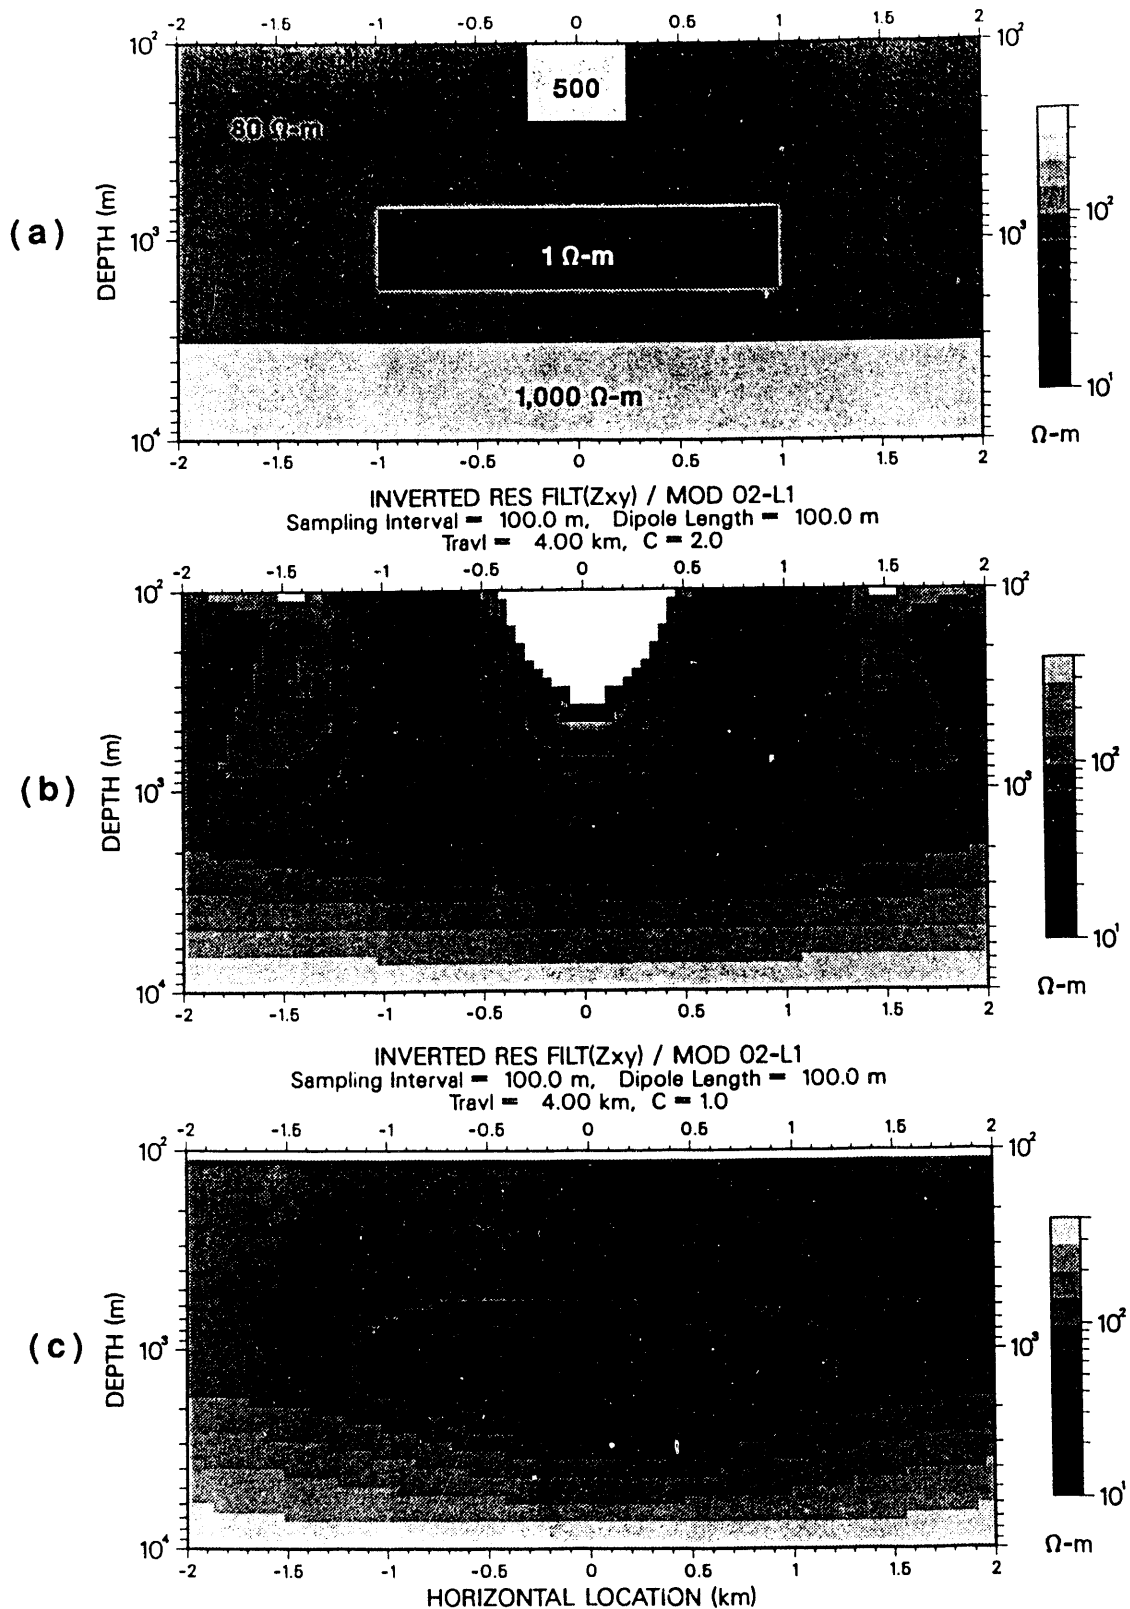 -2 -1.5 -1 -0.5 0 0.5 1 1.5 2
10² 10²
500
80 Ω-m
(a) DEPTH (m) 10³ 10³ 10²
1 Ω-m
1,000 Ω-m
10¹
10⁴ 10⁴ Ω-m
-2 -1.5 -1 -0.5 0 0.5 1 1.5 2
INVERTED RES FILT(Zxy) / MOD 02-L1
Sampling Interval = 100.0 m, Dipole Length = 100.0 m
Travl = 4.00 km, C = 2.0
-2 -1.5 -1 -0.5 0 0.5 1 1.5 2
10² 10²
10²
(b) DEPTH (m) 10³ 10³
10¹
10⁴ 10⁴ Ω-m
-2 -1.5 -1 -0.5 0 0.5 1 1.5 2
INVERTED RES FILT(Zxy) / MOD 02-L1
Sampling Interval = 100.0 m, Dipole Length = 100.0 m
Travl = 4.00 km, C = 1.0
-2 -1.5 -1 -0.5 0 0.5 1 1.5 2
10² 10²
10²
(c) DEPTH (m) 10³ 10³
10¹
10⁴ 10⁴ Ω-m
-2 -1.5 -1 -0.5 0 0.5 1 1.5 2
HORIZONTAL LOCATION (km)